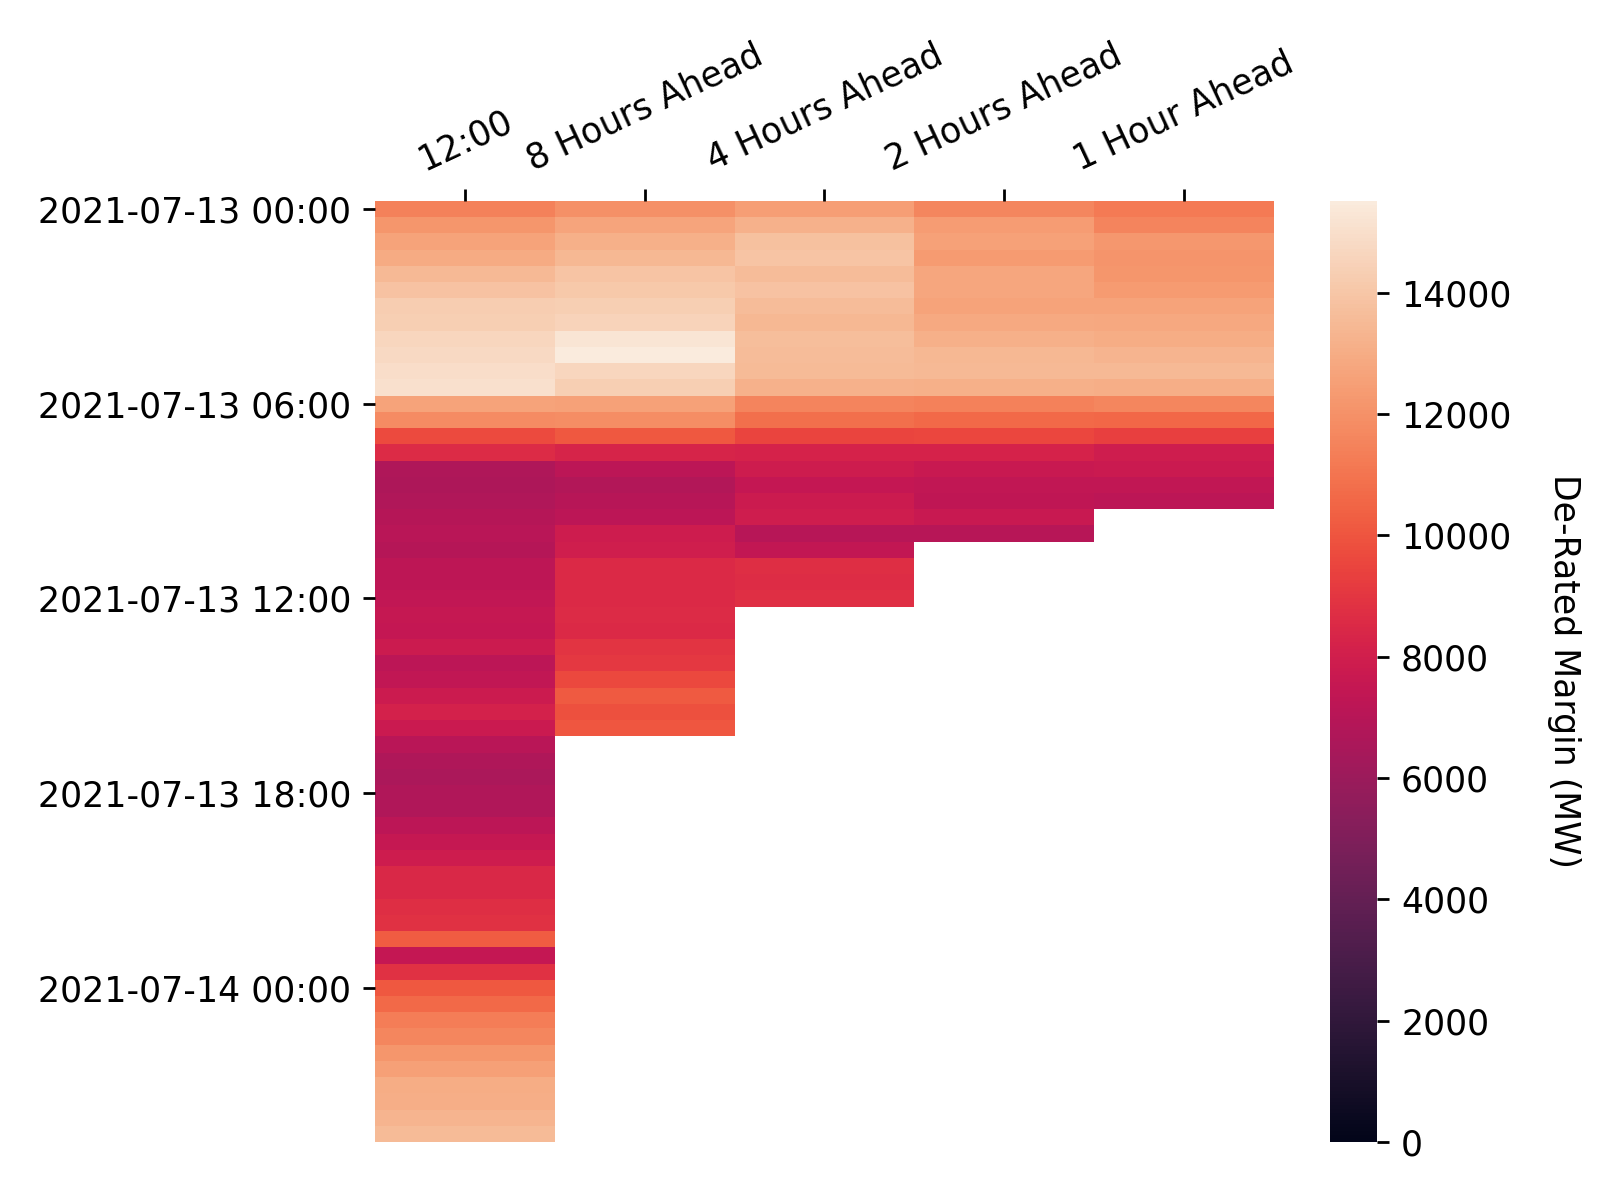 12:00
8 Hours Ahead
4 Hours Ahead
2 Hours Ahead
1 Hour Ahead
2021-07-13 00:00
2021-07-13 06:00
2021-07-13 12:00
2021-07-13 18:00
2021-07-14 00:00
14000
12000
10000
8000
6000
4000
2000
0
De-Rated Margin (MW)